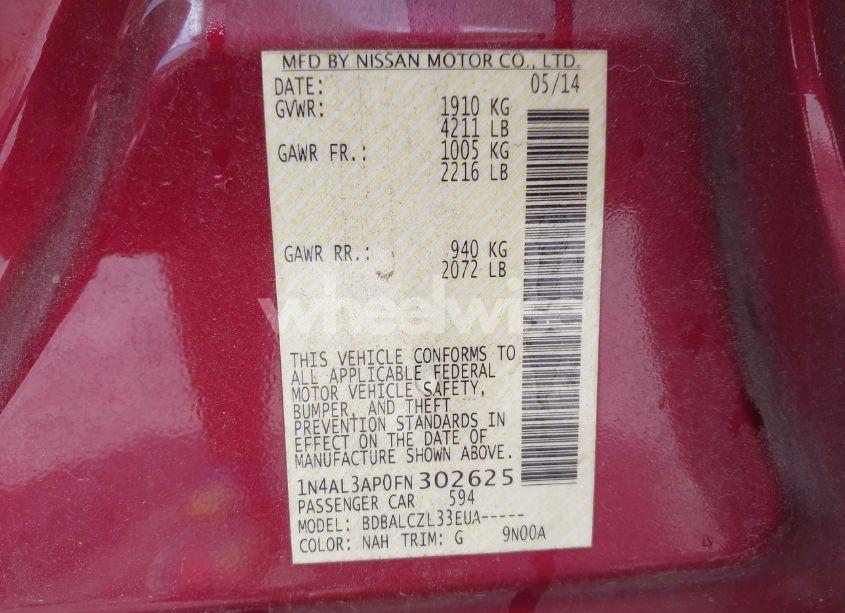 MFD BY NISSAN MOTOR CO., LTD.
DATE: 05/14
GVWR: 1910 KG
4211 LB
GAWR FR.: 1005 KG
2216 LB
GAWR RR.: 940 KG
2072 LB
wheelwise
THIS VEHICLE CONFORMS TO
ALL APPLICABLE FEDERAL
MOTOR VEHICLE SAFETY,
BUMPER, AND THEFT
PREVENTION STANDARDS IN
EFFECT ON THE DATE OF
MANUFACTURE SHOWN ABOVE.
1N4AL3AP0FN302625
PASSENGER CAR 594
MODEL: BDBALCZL33EUA-----
COLOR: NAH TRIM: G 9N00A